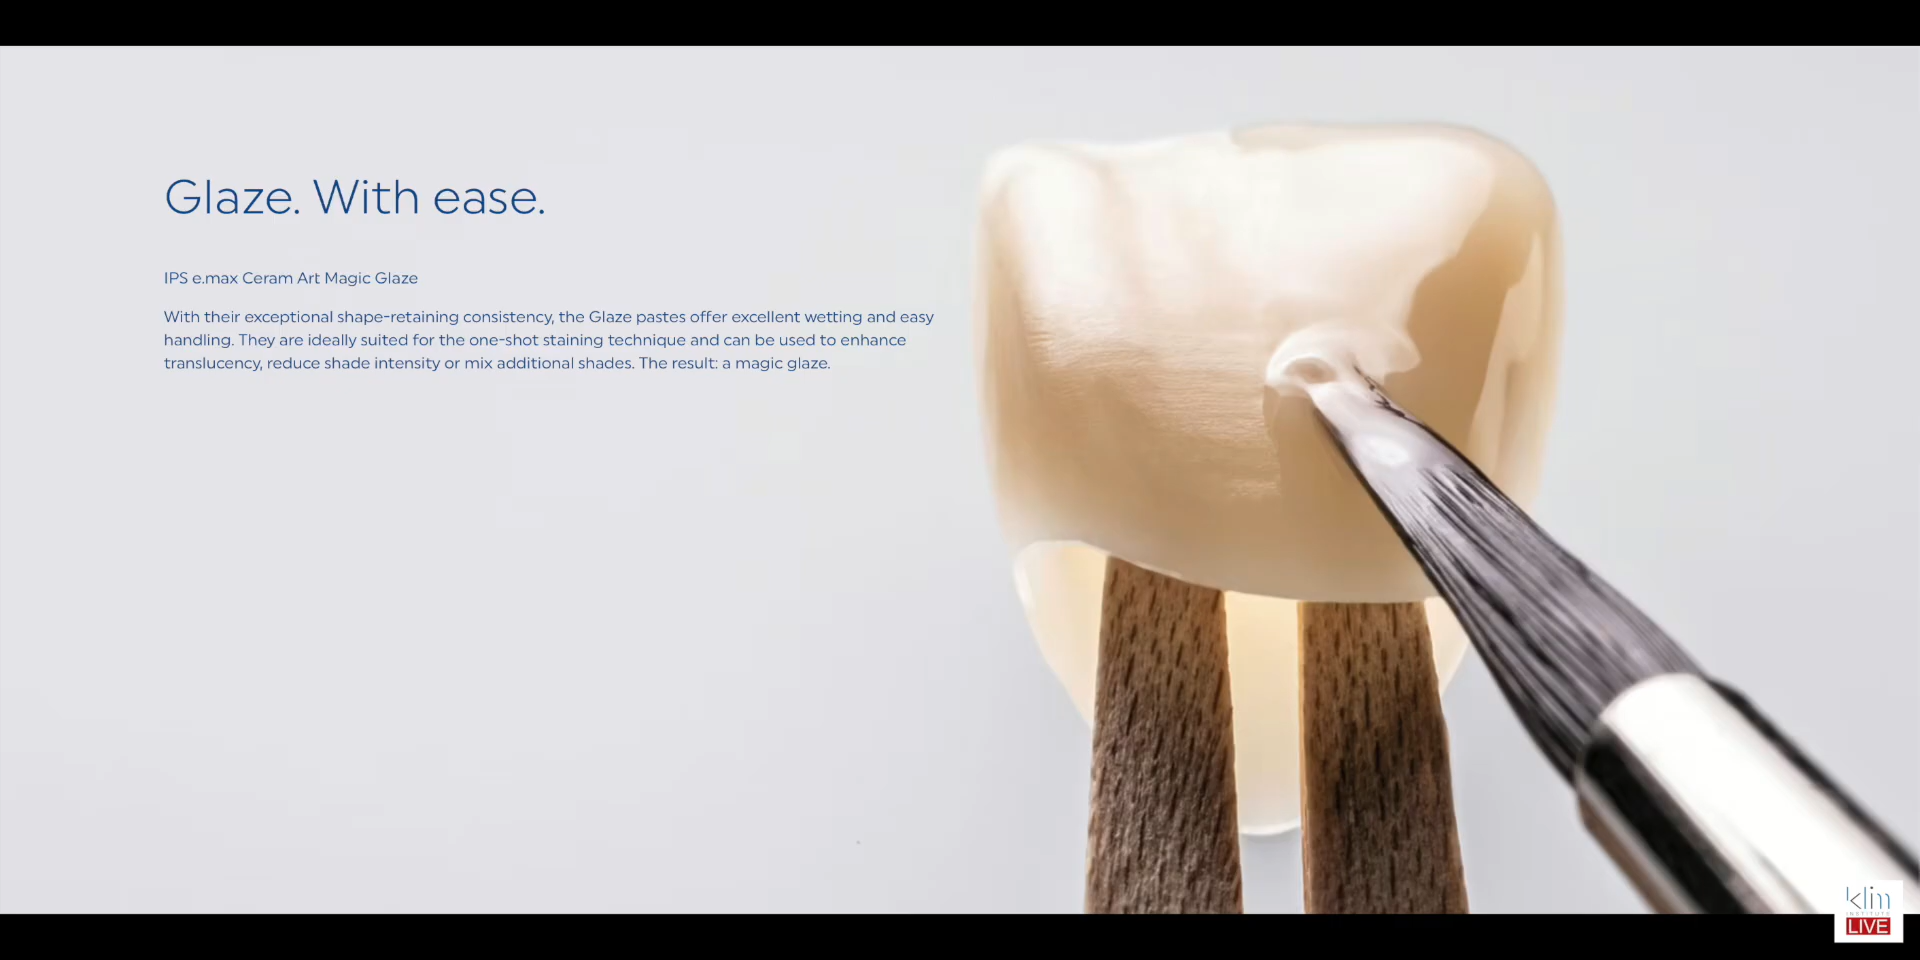 Glaze. With ease.
IPS e.max Ceram Art Magic Glaze
With their exceptional shape-retaining consistency, the Glaze pastes offer excellent wetting and easy
handling. They are ideally suited for the one-shot staining technique and can be used to enhance
translucency, reduce shade intensity or mix additional shades. The result: a magic glaze.
klim
INSTITUTE
LIVE